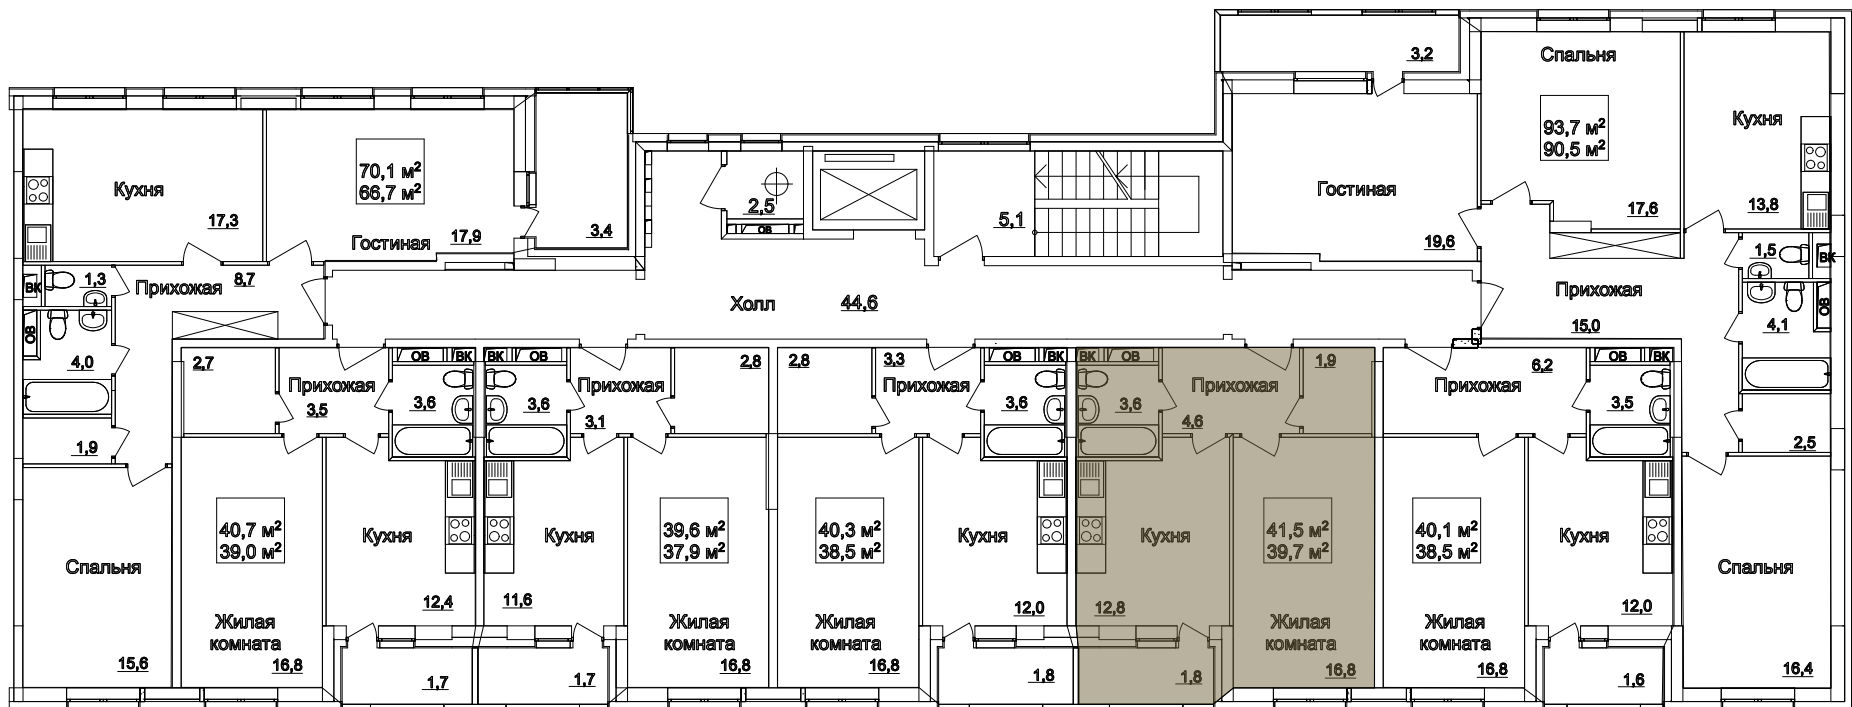 3,2
Спальня
93,7 м²
90,5 м²
Кухня
17,6
13,8
Гостиная
19,6
70,1 м²
66,7 м²
Кухня
17,3
Гостиная
17,9
3,4
2,5
ОВ
5,1
ВК
1,3
Прихожая
8,7
Холл
44,6
Прихожая
15,0
1,5
ВК
ОВ
4,0
ОВ
4,1
1,9
2,5
2,7
Прихожая
3,5
ОВ
ВК
3,6
ВК
ОВ
3,6
Прихожая
3,1
2,8
2,8
3,3
Прихожая
ОВ
ВК
3,6
ВК
ОВ
3,6
Прихожая
4,6
1,9
Прихожая
6,2
ОВ
ВК
3,5
Спальня
15,6
40,7 м²
39,0 м²
Жилая
комната
16,8
Кухня
12,4
1,7
Кухня
11,6
1,7
39,6 м²
37,9 м²
Жилая
комната
16,8
40,3 м²
38,5 м²
Жилая
комната
16,8
Кухня
12,0
1,8
Кухня
12,8
1,8
41,5 м²
39,7 м²
Жилая
комната
16,8
40,1 м²
38,5 м²
Жилая
комната
16,8
Кухня
12,0
1,6
Спальня
16,4